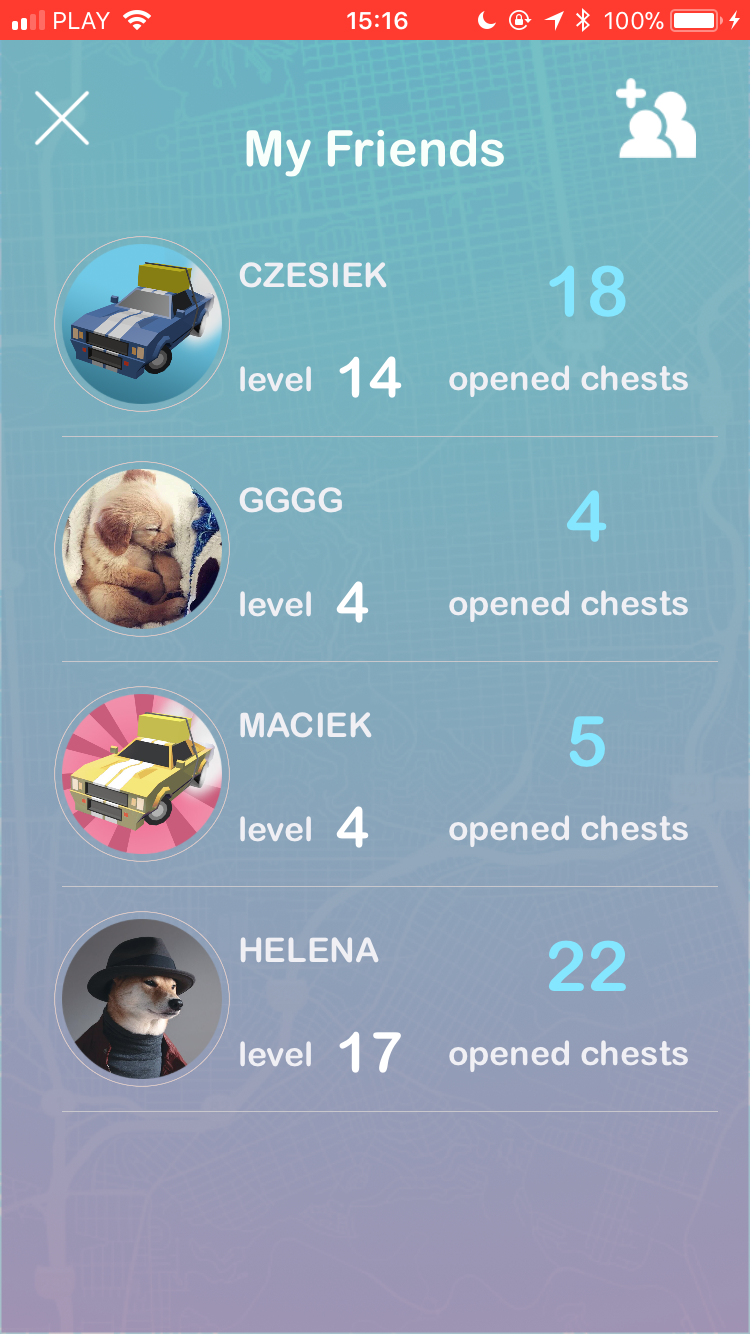 PLAY 15:16 100%
My Friends
CZESIEK
18
level 14 opened chests
GGGG
4
level 4 opened chests
MACIEK
5
level 4 opened chests
HELENA
22
level 17 opened chests